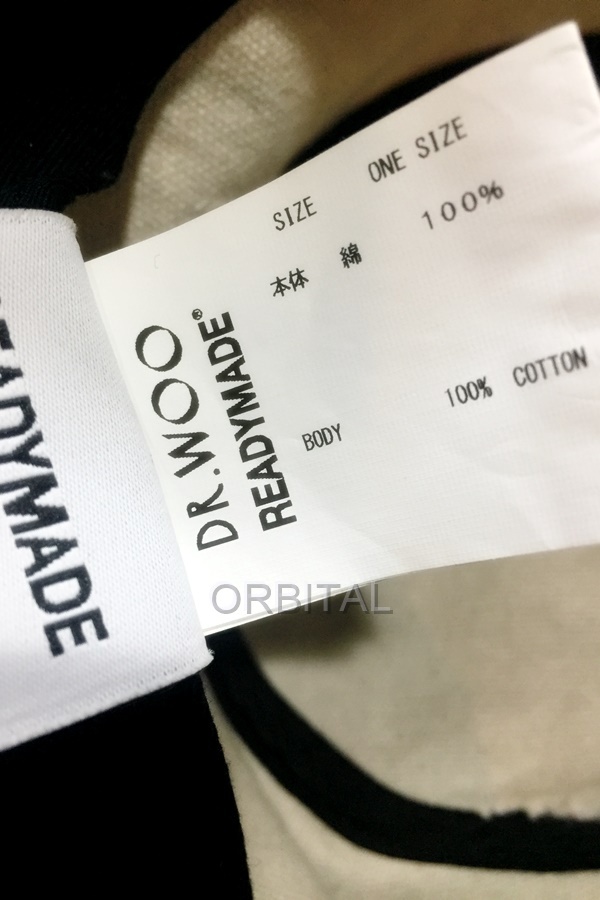 SIZE ONE SIZE
本体 綿 100%
BODY 100% COTTON
DR.WOO
READYMADE®
READYMADE
ORBITAL